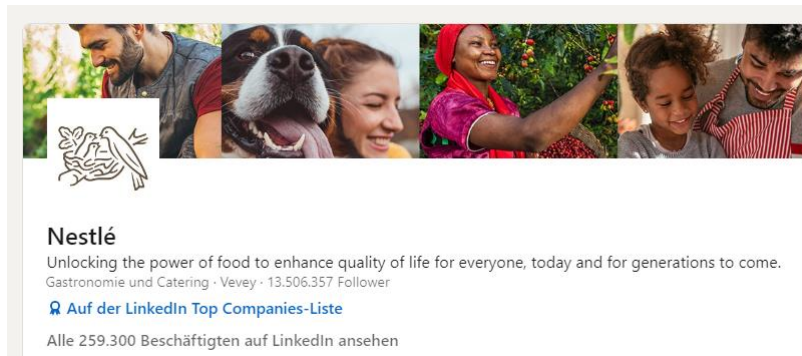 Nestlé
Unlocking the power of food to enhance quality of life for everyone, today and for generations to come.
Gastronomie und Catering · Vevey · 13.506.357 Follower
Auf der LinkedIn Top Companies-Liste
Alle 259.300 Beschäftigten auf LinkedIn ansehen